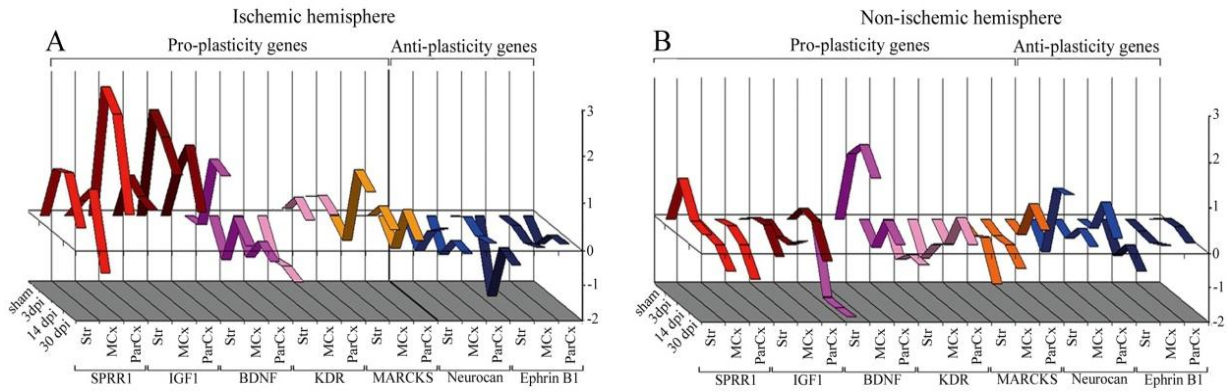 Ischemic hemisphere
A
Pro-plasticity genes
Anti-plasticity genes
3
2
1
0
-1
-2
sham
3dpi
14 dpi
30 dpi
Str
MCx
ParCx
Str
MCx
ParCx
Str
MCx
ParCx
Str
MCx
ParCx
Str
MCx
ParCx
Str
MCx
ParCx
Str
MCx
ParCx
SPRR1
IGF1
BDNF
KDR
MARCKS
Neurocan
Ephrin B1
Non-ischemic hemisphere
B
Pro-plasticity genes
Anti-plasticity genes
3
2
1
0
-1
-2
sham
3dpi
14 dpi
30 dpi
Str
MCx
ParCx
Str
MCx
ParCx
Str
MCx
ParCx
Str
MCx
ParCx
Str
MCx
ParCx
Str
MCx
ParCx
Str
MCx
ParCx
SPRR1
IGF1
BDNF
KDR
MARCKS
Neurocan
Ephrin B1